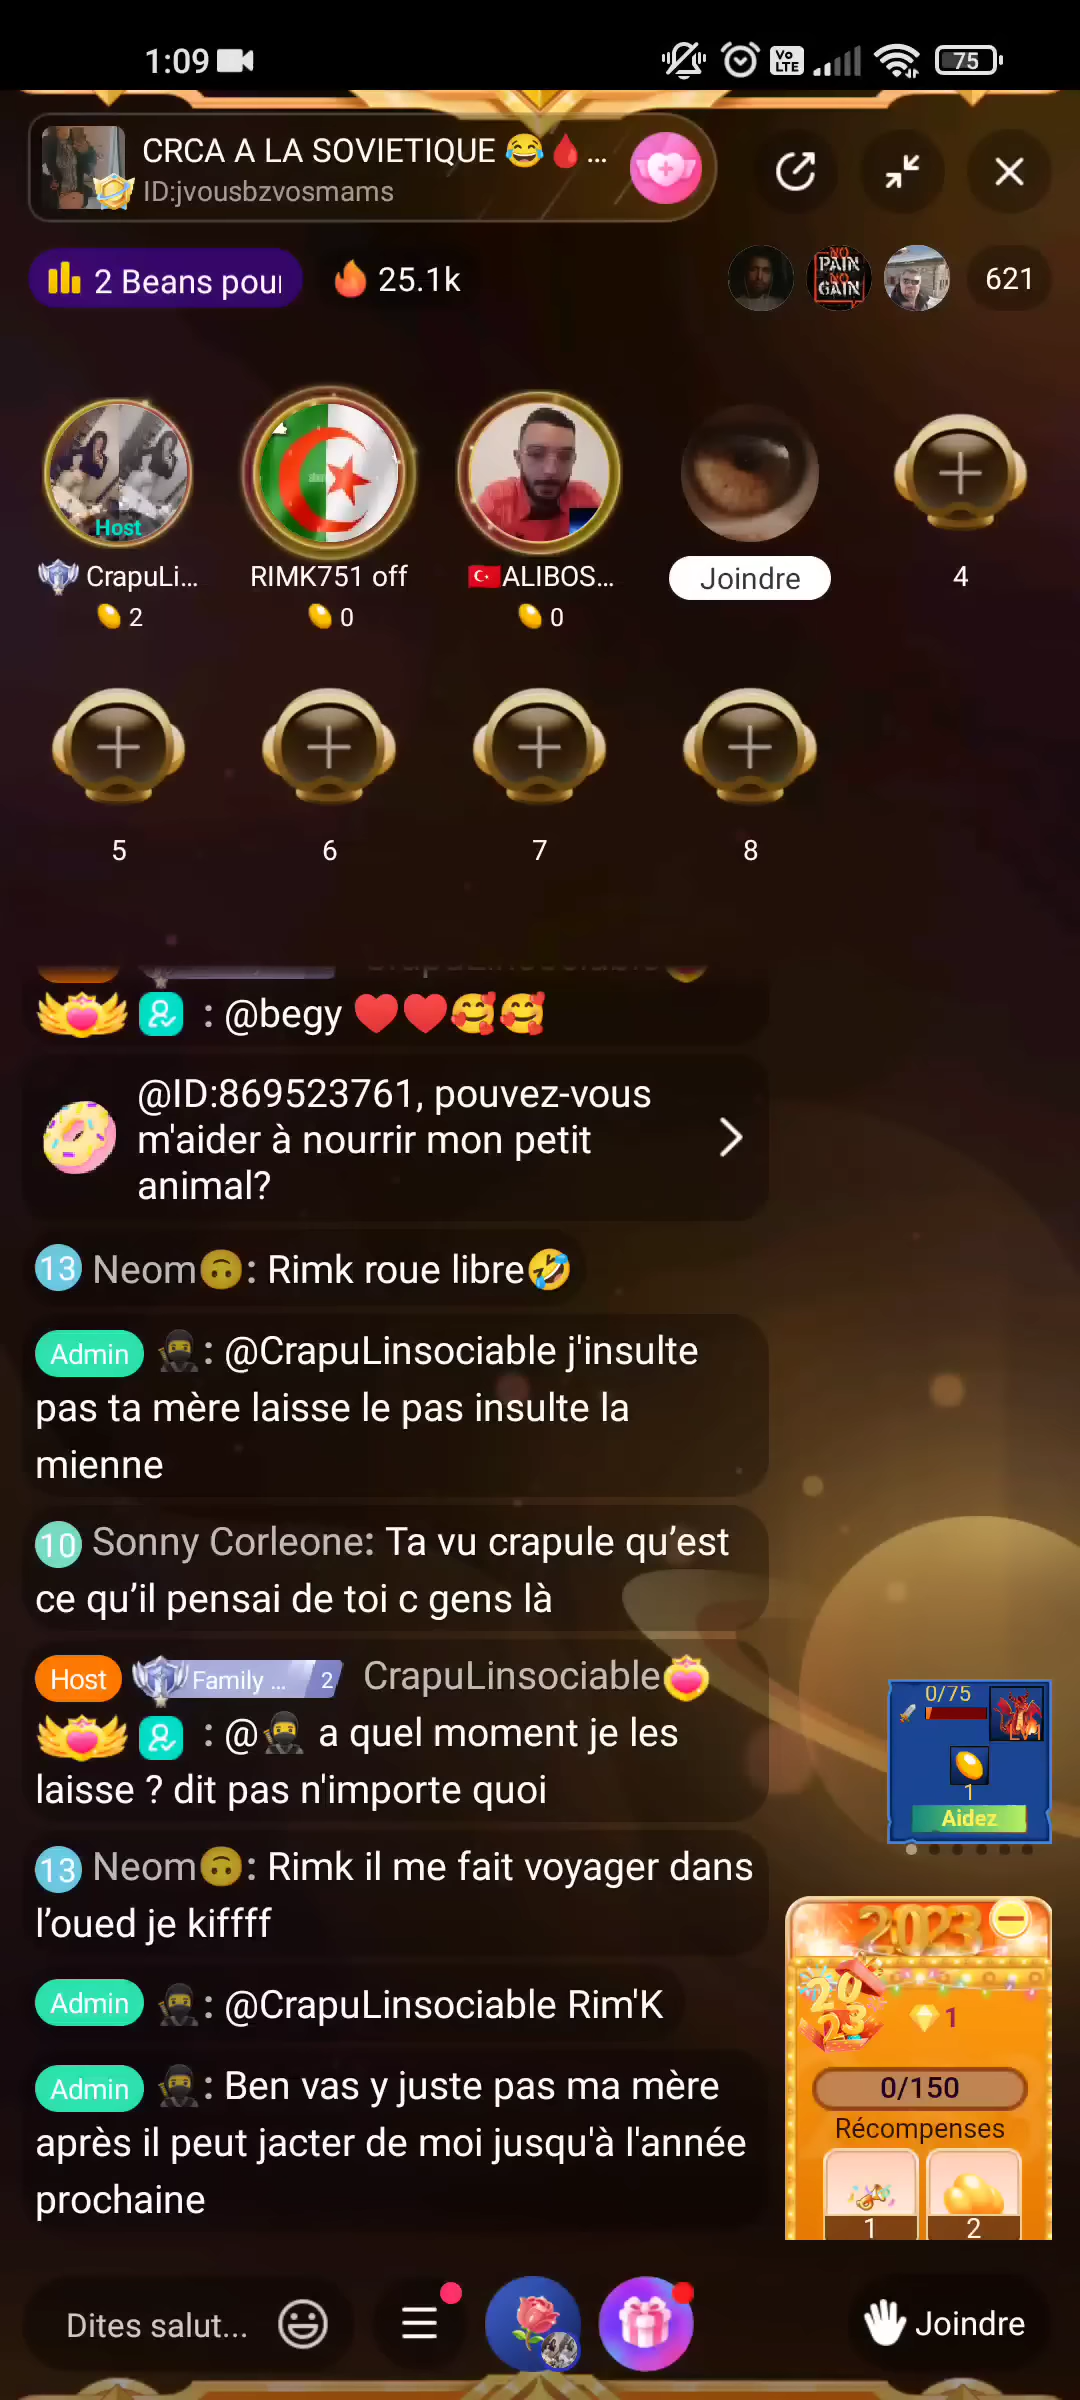 1:09
Vo LTE
75
CRCA A LA SOVIETIQUE 😂🩸...
ID:jvousbzvosmams
2 Beans pour
25.1k
NO PAIN NO GAIN
621
Host
CrapuLi...
RIMK751 off
🇹🇷ALIBOS...
Joindre
4
2
0
0
5
6
7
8
: @begy ❤️❤️🥰🥰
@ID:869523761, pouvez-vous
m'aider à nourrir mon petit
animal?
13 Neom🙃: Rimk roue libre🤣
Admin 🥷: @CrapuLinsociable j'insulte
pas ta mère laisse le pas insulte la
mienne
10 Sonny Corleone: Ta vu crapule qu’est
ce qu’il pensai de toi c gens là
Host Family ... 2 CrapuLinsociable
: @🥷 a quel moment je les
laisse ? dit pas n'importe quoi
13 Neom🙃: Rimk il me fait voyager dans
l’oued je kiffff
Admin 🥷: @CrapuLinsociable Rim'K
Admin 🥷: Ben vas y juste pas ma mère
après il peut jacter de moi jusqu'à l'année
prochaine
0/75
LV1
1
Aidez
2023
2023
1
0/150
Récompenses
1
2
Dites salut...
Joindre